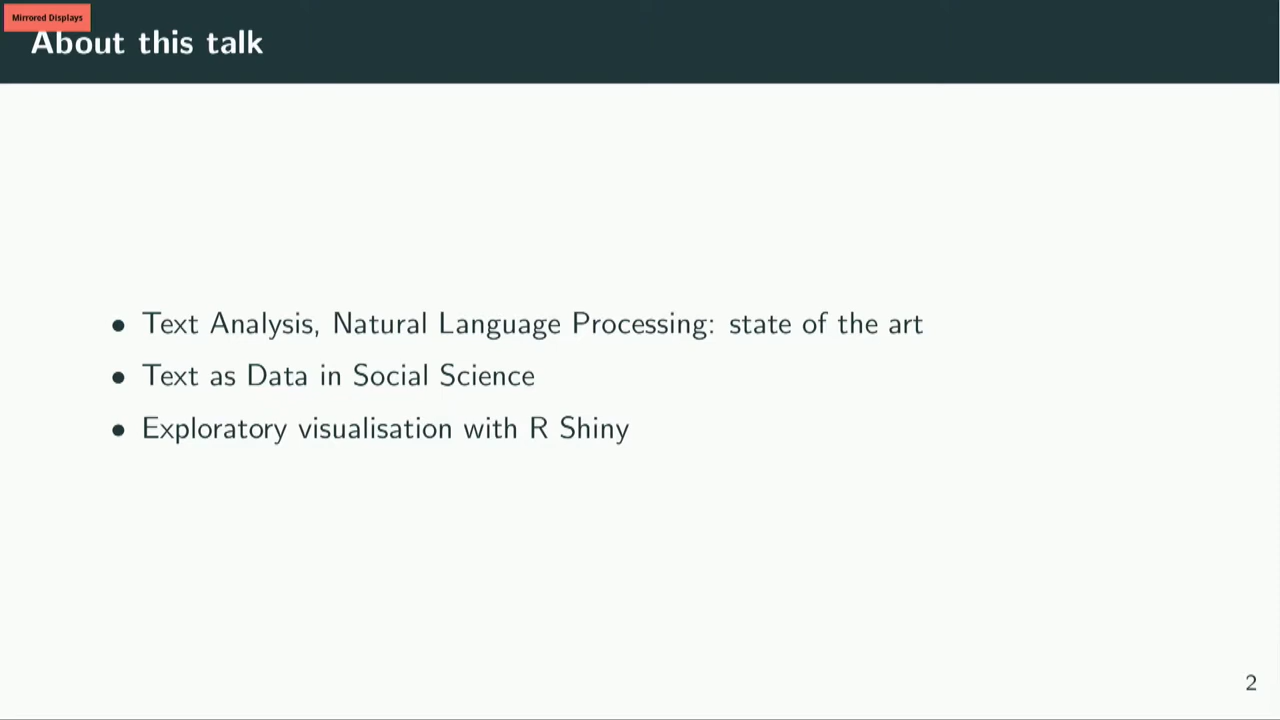 Mirrored Displays
About this talk
• Text Analysis, Natural Language Processing: state of the art
• Text as Data in Social Science
• Exploratory visualisation with R Shiny
2